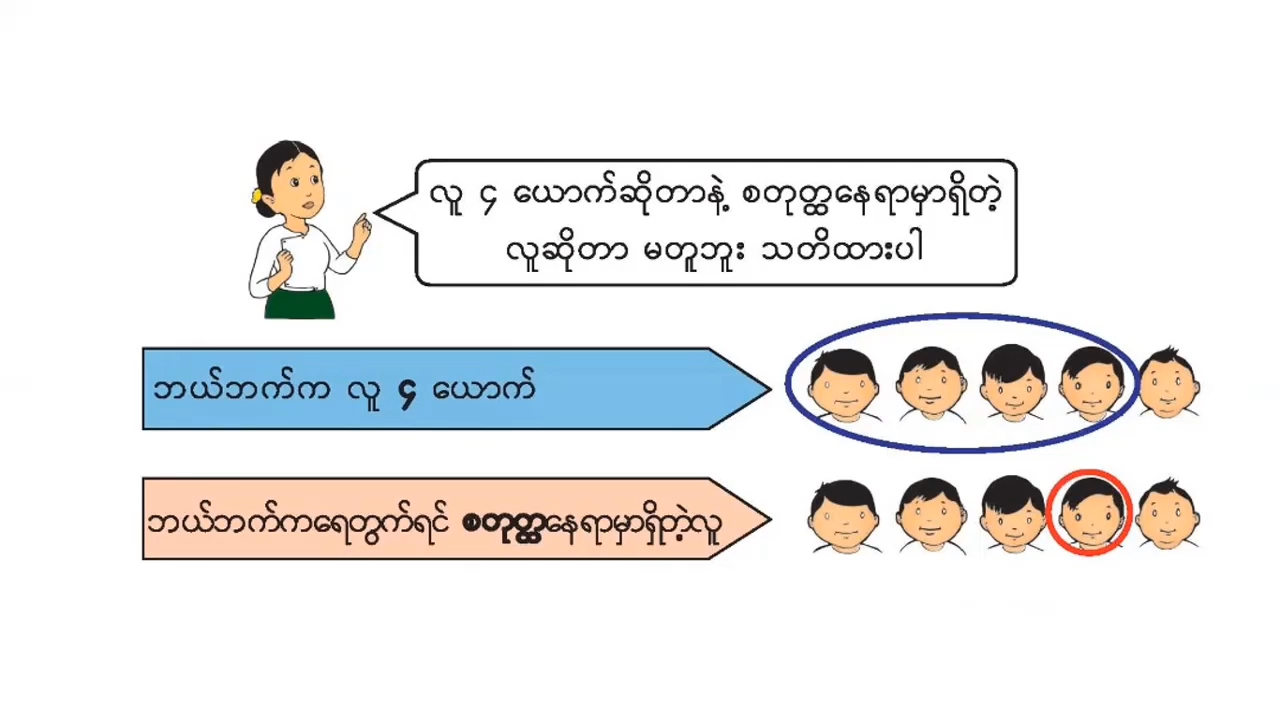 လူ ၄ ယောက်ဆိုတာနဲ့ စတုတ္ထနေရာမှာရှိတဲ့
လူဆိုတာ မတူဘူး သတိထားပါ
ဘယ်ဘက်က လူ ၄ ယောက်
ဘယ်ဘက်ကရေတွက်ရင် စတုတ္ထနေရာမှာရှိတဲ့လူ